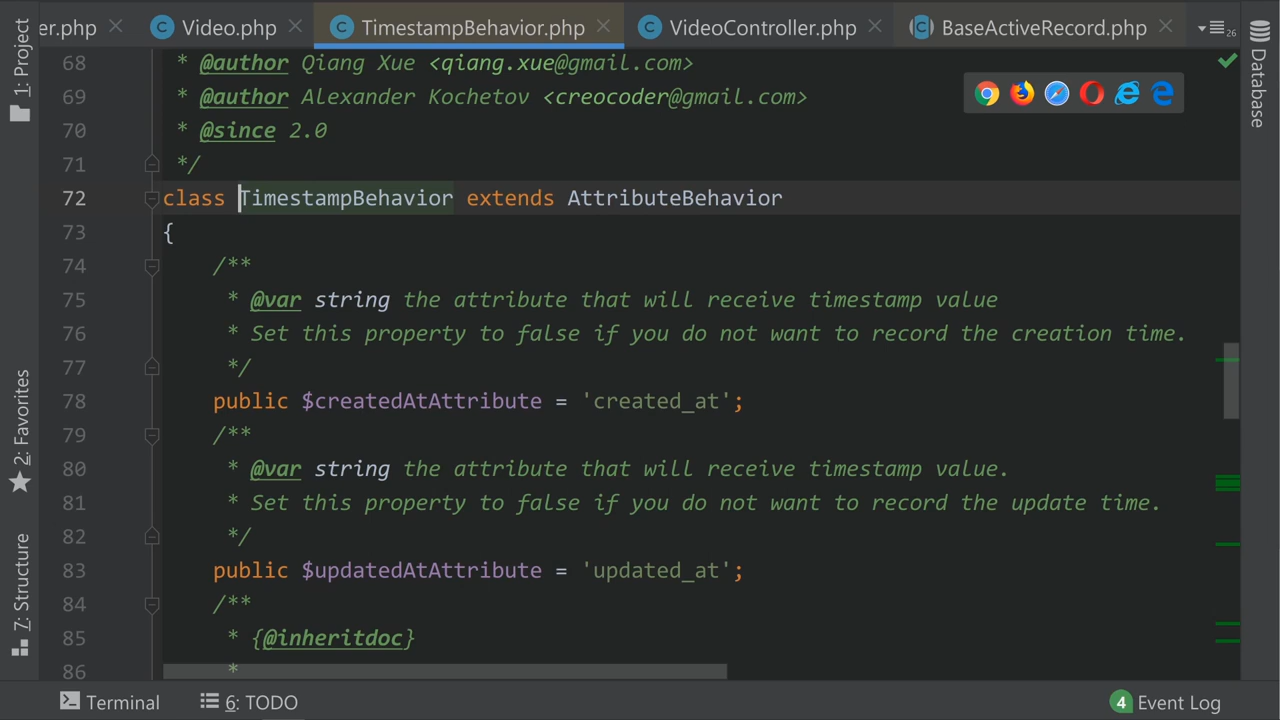 er.php Video.php TimestampBehavior.php VideoController.php BaseActiveRecord.php 26
1: Project
2: Favorites
7: Structure
68 * @author Qiang Xue <qiang.xue@gmail.com>
69 * @author Alexander Kochetov <creocoder@gmail.com>
70 * @since 2.0
71 */
72 class TimestampBehavior extends AttributeBehavior
73 {
74 /**
75 * @var string the attribute that will receive timestamp value
76 * Set this property to false if you do not want to record the creation time.
77 */
78 public $createdAtAttribute = 'created_at';
79 /**
80 * @var string the attribute that will receive timestamp value.
81 * Set this property to false if you do not want to record the update time.
82 */
83 public $updatedAtAttribute = 'updated_at';
84 /**
85 * {@inheritdoc}
86 *
Database
Terminal 6: TODO 4 Event Log